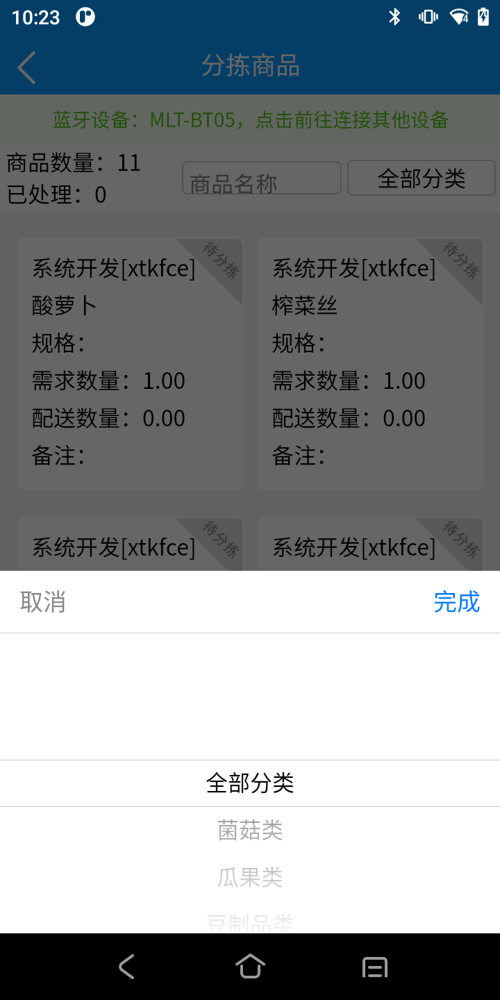 10:23
分拣商品
蓝牙设备：MLT-BT05，点击前往连接其他设备
商品数量：11
已处理：0
商品名称
全部分类
系统开发[xtkfce]
待分拣
酸萝卜
规格：
需求数量：1.00
配送数量：0.00
备注：
系统开发[xtkfce]
待分拣
榨菜丝
规格：
需求数量：1.00
配送数量：0.00
备注：
系统开发[xtkfce]
待分拣
系统开发[xtkfce]
待分拣
取消
完成
全部分类
菌菇类
瓜果类
豆制品类